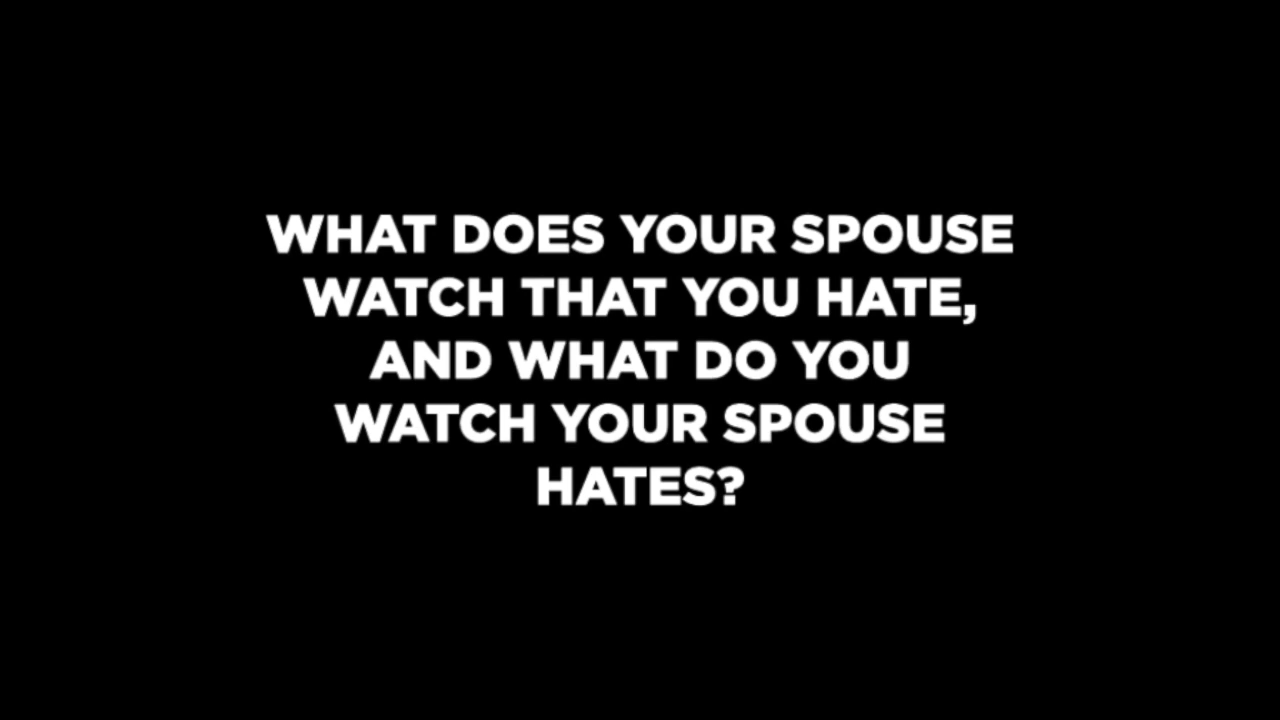 WHAT DOES YOUR SPOUSE
WATCH THAT YOU HATE,
AND WHAT DO YOU
WATCH YOUR SPOUSE
HATES?